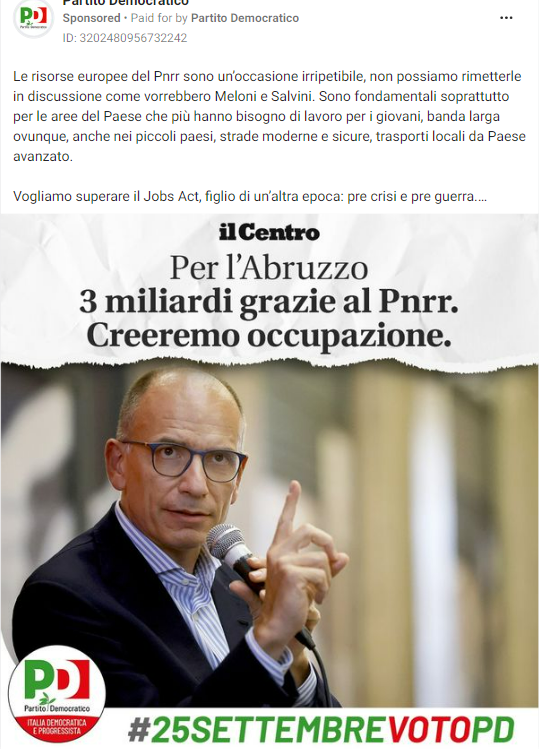 Partito Democratico
Sponsored • Paid for by Partito Democratico
ID: 3202480956732242
Le risorse europee del Pnrr sono un'occasione irripetibile, non possiamo rimetterle
in discussione come vorrebbero Meloni e Salvini. Sono fondamentali soprattutto
per le aree del Paese che più hanno bisogno di lavoro per i giovani, banda larga
ovunque, anche nei piccoli paesi, strade moderne e sicure, trasporti locali da Paese
avanzato.
Vogliamo superare il Jobs Act, figlio di un'altra epoca: pre crisi e pre guerra....
il Centro
Per l'Abruzzo
3 miliardi grazie al Pnrr.
Creeremo occupazione.
PD
Partito Democratico
ITALIA DEMOCRATICA
E PROGRESSISTA
#25SETTEMBREVOTOPD